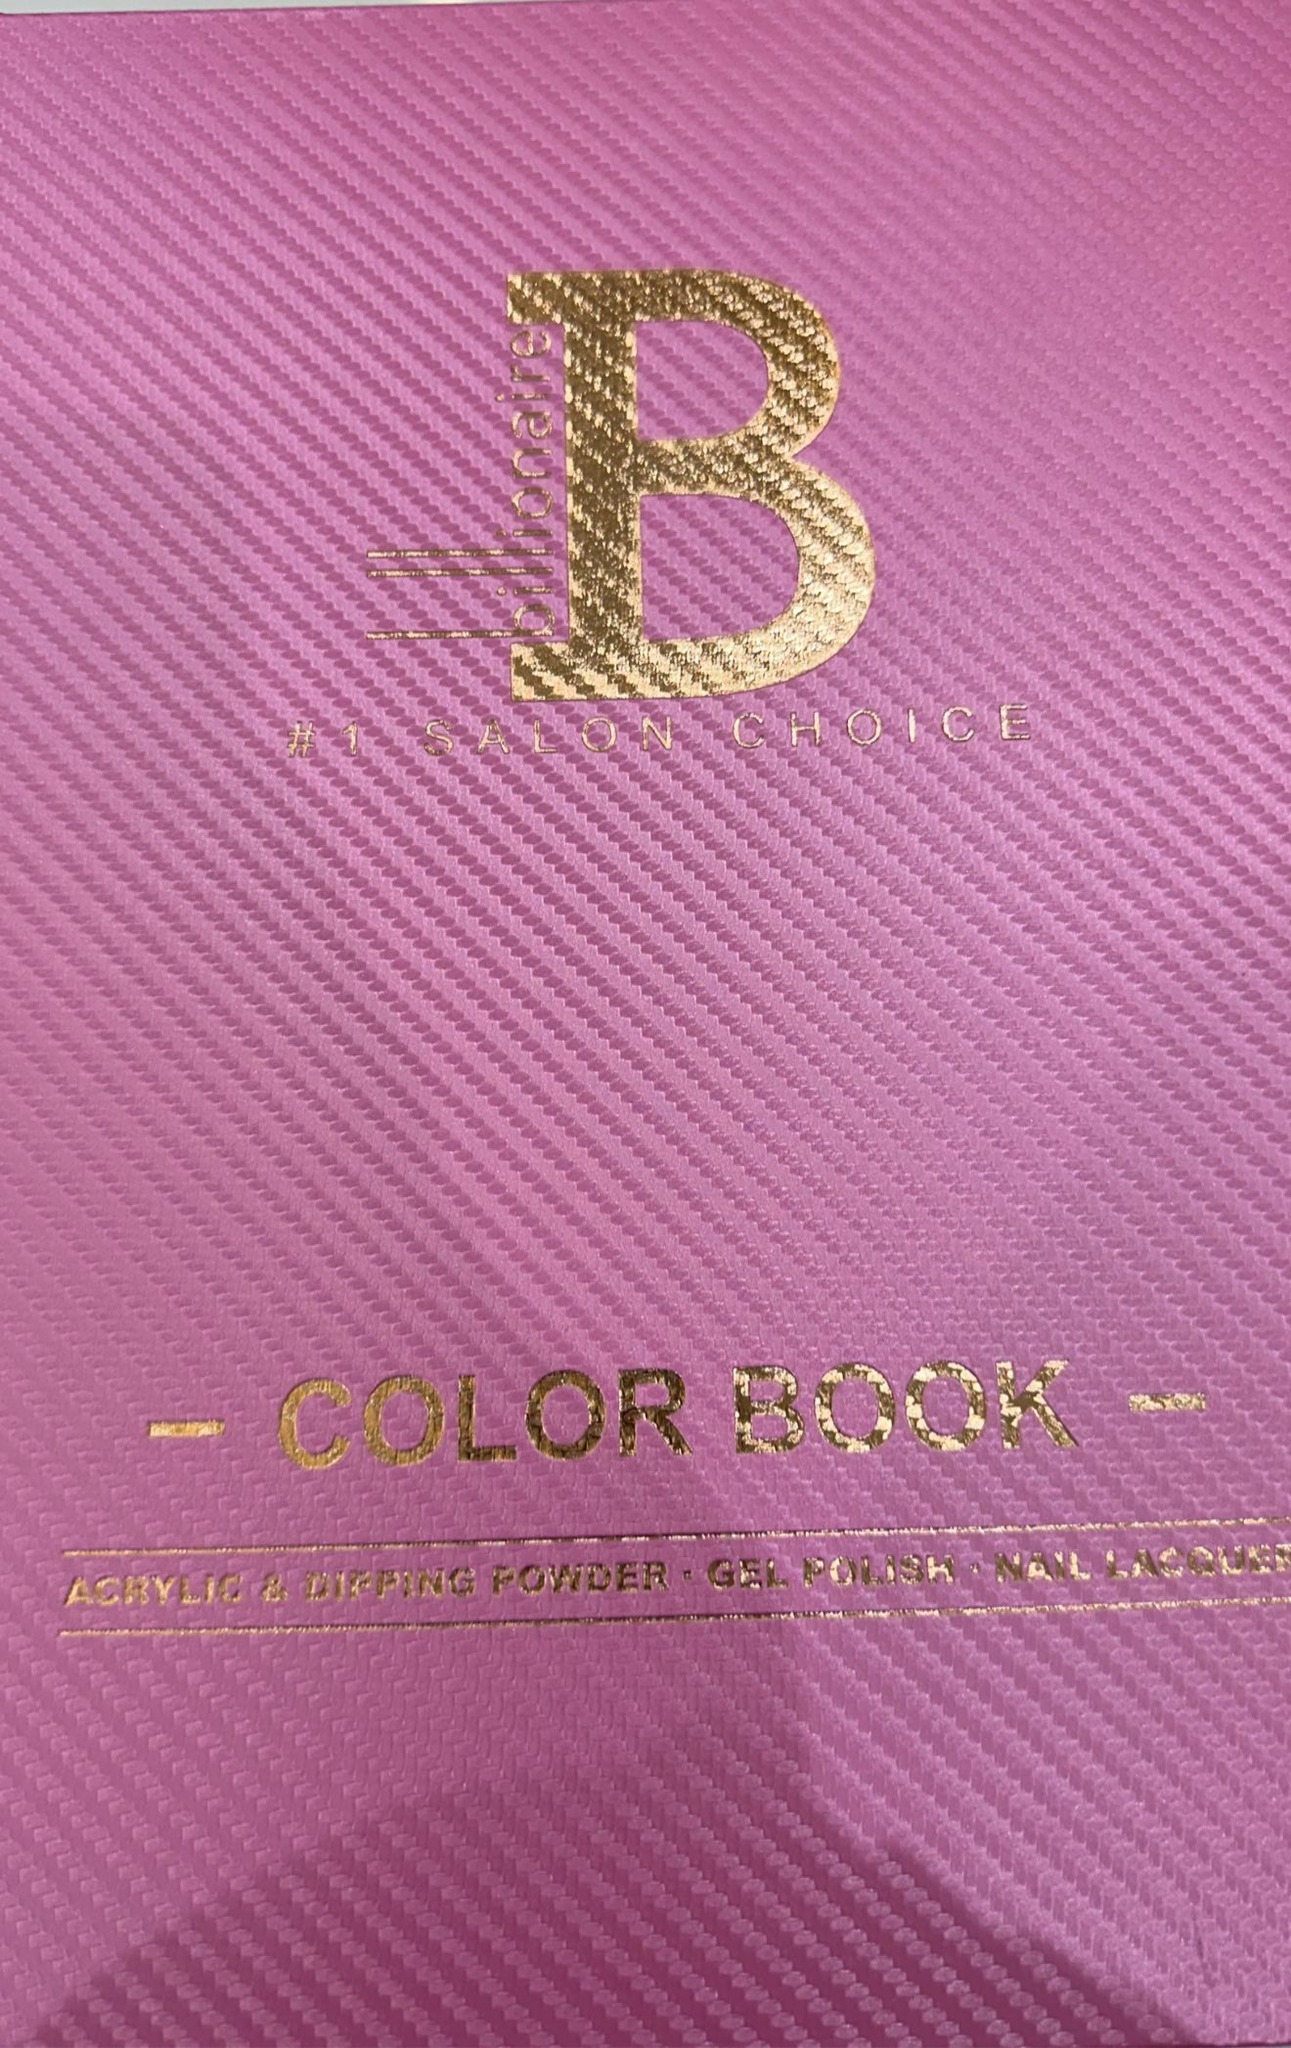 B
billionaire
#1 SALON CHOICE
- COLOR BOOK -
ACRYLIC & DIPPING POWDER · GEL POLISH · NAIL LACQUER